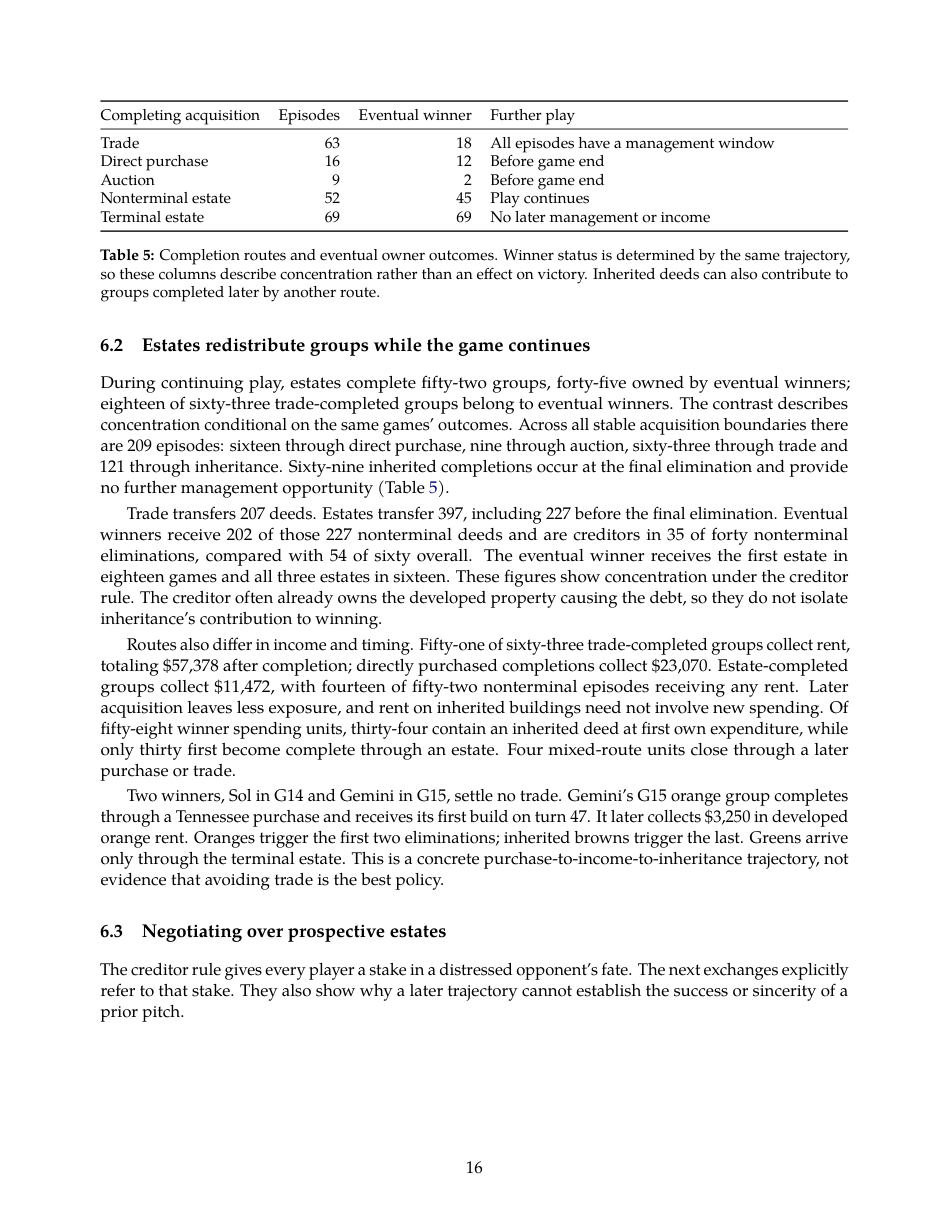 Completing acquisition Episodes Eventual winner Further play
Trade 63 18 All episodes have a management window
Direct purchase 16 12 Before game end
Auction 9 2 Before game end
Nonterminal estate 52 45 Play continues
Terminal estate 69 69 No later management or income
Table 5: Completion routes and eventual owner outcomes. Winner status is determined by the same trajectory,
so these columns describe concentration rather than an effect on victory. Inherited deeds can also contribute to
groups completed later by another route.
6.2 Estates redistribute groups while the game continues
During continuing play, estates complete fifty-two groups, forty-five owned by eventual winners;
eighteen of sixty-three trade-completed groups belong to eventual winners. The contrast describes
concentration conditional on the same games' outcomes. Across all stable acquisition boundaries there
are 209 episodes: sixteen through direct purchase, nine through auction, sixty-three through trade and
121 through inheritance. Sixty-nine inherited completions occur at the final elimination and provide
no further management opportunity (Table 5).
Trade transfers 207 deeds. Estates transfer 397, including 227 before the final elimination. Eventual
winners receive 202 of those 227 nonterminal deeds and are creditors in 35 of forty nonterminal
eliminations, compared with 54 of sixty overall. The eventual winner receives the first estate in
eighteen games and all three estates in sixteen. These figures show concentration under the creditor
rule. The creditor often already owns the developed property causing the debt, so they do not isolate
inheritance's contribution to winning.
Routes also differ in income and timing. Fifty-one of sixty-three trade-completed groups collect rent,
totaling $57,378 after completion; directly purchased completions collect $23,070. Estate-completed
groups collect $11,472, with fourteen of fifty-two nonterminal episodes receiving any rent. Later
acquisition leaves less exposure, and rent on inherited buildings need not involve new spending. Of
fifty-eight winner spending units, thirty-four contain an inherited deed at first own expenditure, while
only thirty first become complete through an estate. Four mixed-route units close through a later
purchase or trade.
Two winners, Sol in G14 and Gemini in G15, settle no trade. Gemini's G15 orange group completes
through a Tennessee purchase and receives its first build on turn 47. It later collects $3,250 in developed
orange rent. Oranges trigger the first two eliminations; inherited browns trigger the last. Greens arrive
only through the terminal estate. This is a concrete purchase-to-income-to-inheritance trajectory, not
evidence that avoiding trade is the best policy.
6.3 Negotiating over prospective estates
The creditor rule gives every player a stake in a distressed opponent's fate. The next exchanges explicitly
refer to that stake. They also show why a later trajectory cannot establish the success or sincerity of a
prior pitch.
16